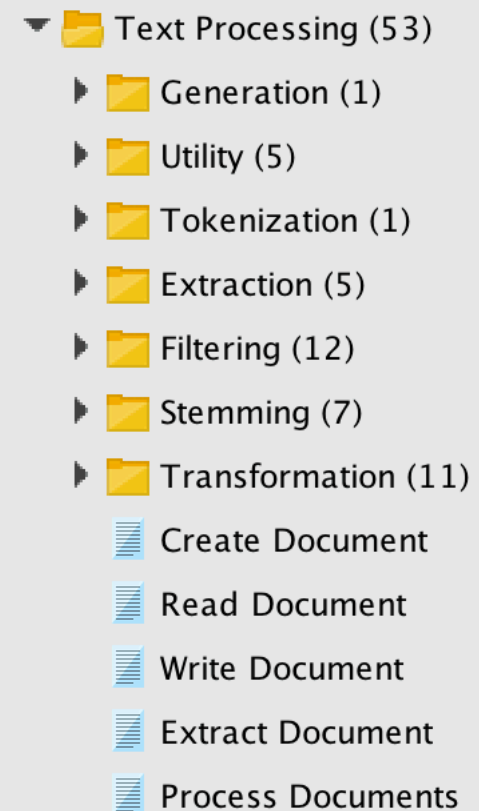 Text Processing (53)
Generation (1)
Utility (5)
Tokenization (1)
Extraction (5)
Filtering (12)
Stemming (7)
Transformation (11)
Create Document
Read Document
Write Document
Extract Document
Process Documents